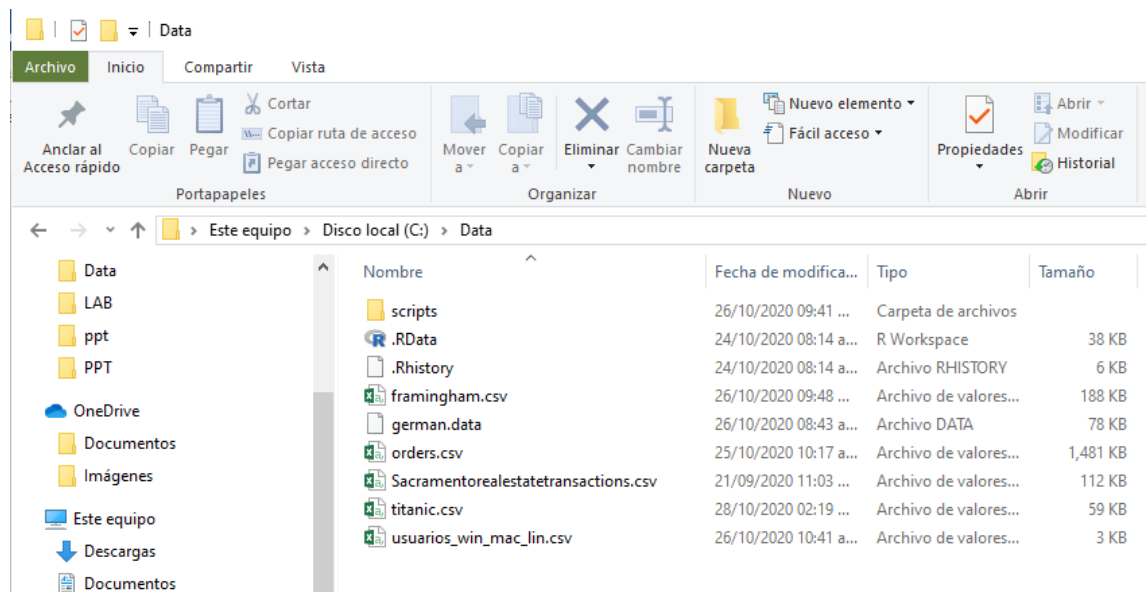 Data
Archivo Inicio Compartir Vista
Anclar al Acceso rápido
Copiar
Pegar
Cortar
Copiar ruta de acceso
Pegar acceso directo
Mover a
Copiar a
Eliminar
Cambiar nombre
Nueva carpeta
Nuevo elemento
Fácil acceso
Propiedades
Abrir
Modificar
Historial
Portapapeles Organizar Nuevo Abrir
Este equipo > Disco local (C:) > Data
Data
LAB
ppt
PPT
OneDrive
Documentos
Imágenes
Este equipo
Descargas
Documentos
Nombre Fecha de modifica... Tipo Tamaño
scripts 26/10/2020 09:41 ... Carpeta de archivos
.RData 24/10/2020 08:14 a... R Workspace 38 KB
.Rhistory 24/10/2020 08:14 a... Archivo RHISTORY 6 KB
framingham.csv 26/10/2020 09:48 ... Archivo de valores... 188 KB
german.data 26/10/2020 08:43 a... Archivo DATA 78 KB
orders.csv 25/10/2020 10:17 a... Archivo de valores... 1,481 KB
Sacramentorealestatetransactions.csv 21/09/2020 11:03 ... Archivo de valores... 112 KB
titanic.csv 28/10/2020 02:19 ... Archivo de valores... 59 KB
usuarios_win_mac_lin.csv 26/10/2020 10:41 a... Archivo de valores... 3 KB